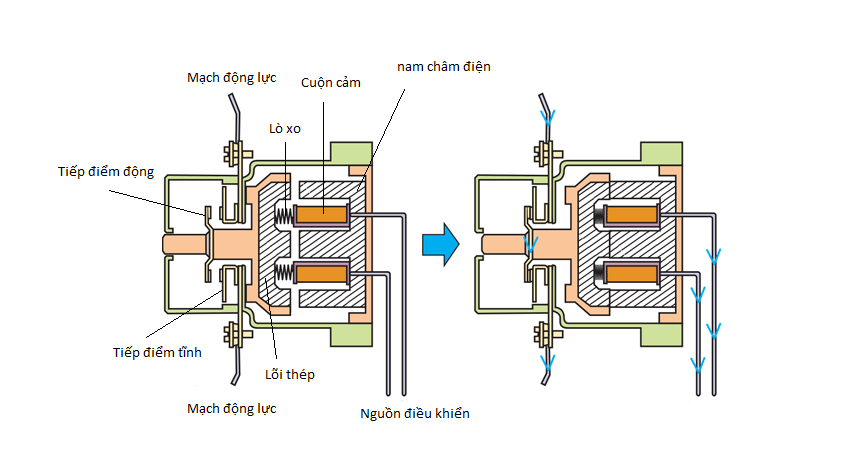 nam châm điện
Mạch động lực
Cuộn cảm
Lò xo
Tiếp điểm động
Tiếp điểm tĩnh
Lõi thép
Mạch động lực
Nguồn điều khiển